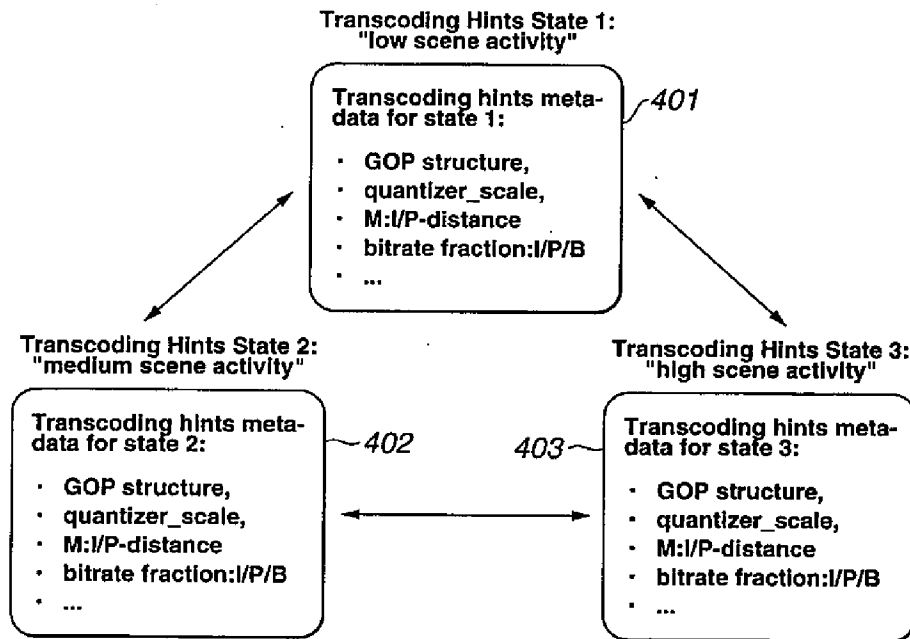 Transcoding Hints State 1:
"low scene activity"
Transcoding hints meta-
data for state 1:
· GOP structure,
· quantizer_scale,
· M:I/P-distance
· bitrate fraction:I/P/B
· ...
401
Transcoding Hints State 2:
"medium scene activity"
Transcoding hints meta-
data for state 2:
· GOP structure,
· quantizer_scale,
· M:I/P-distance
· bitrate fraction:I/P/B
· ...
402
Transcoding Hints State 3:
"high scene activity"
403
Transcoding hints meta-
data for state 3:
· GOP structure,
· quantizer_scale,
· M:I/P-distance
· bitrate fraction:I/P/B
· ...